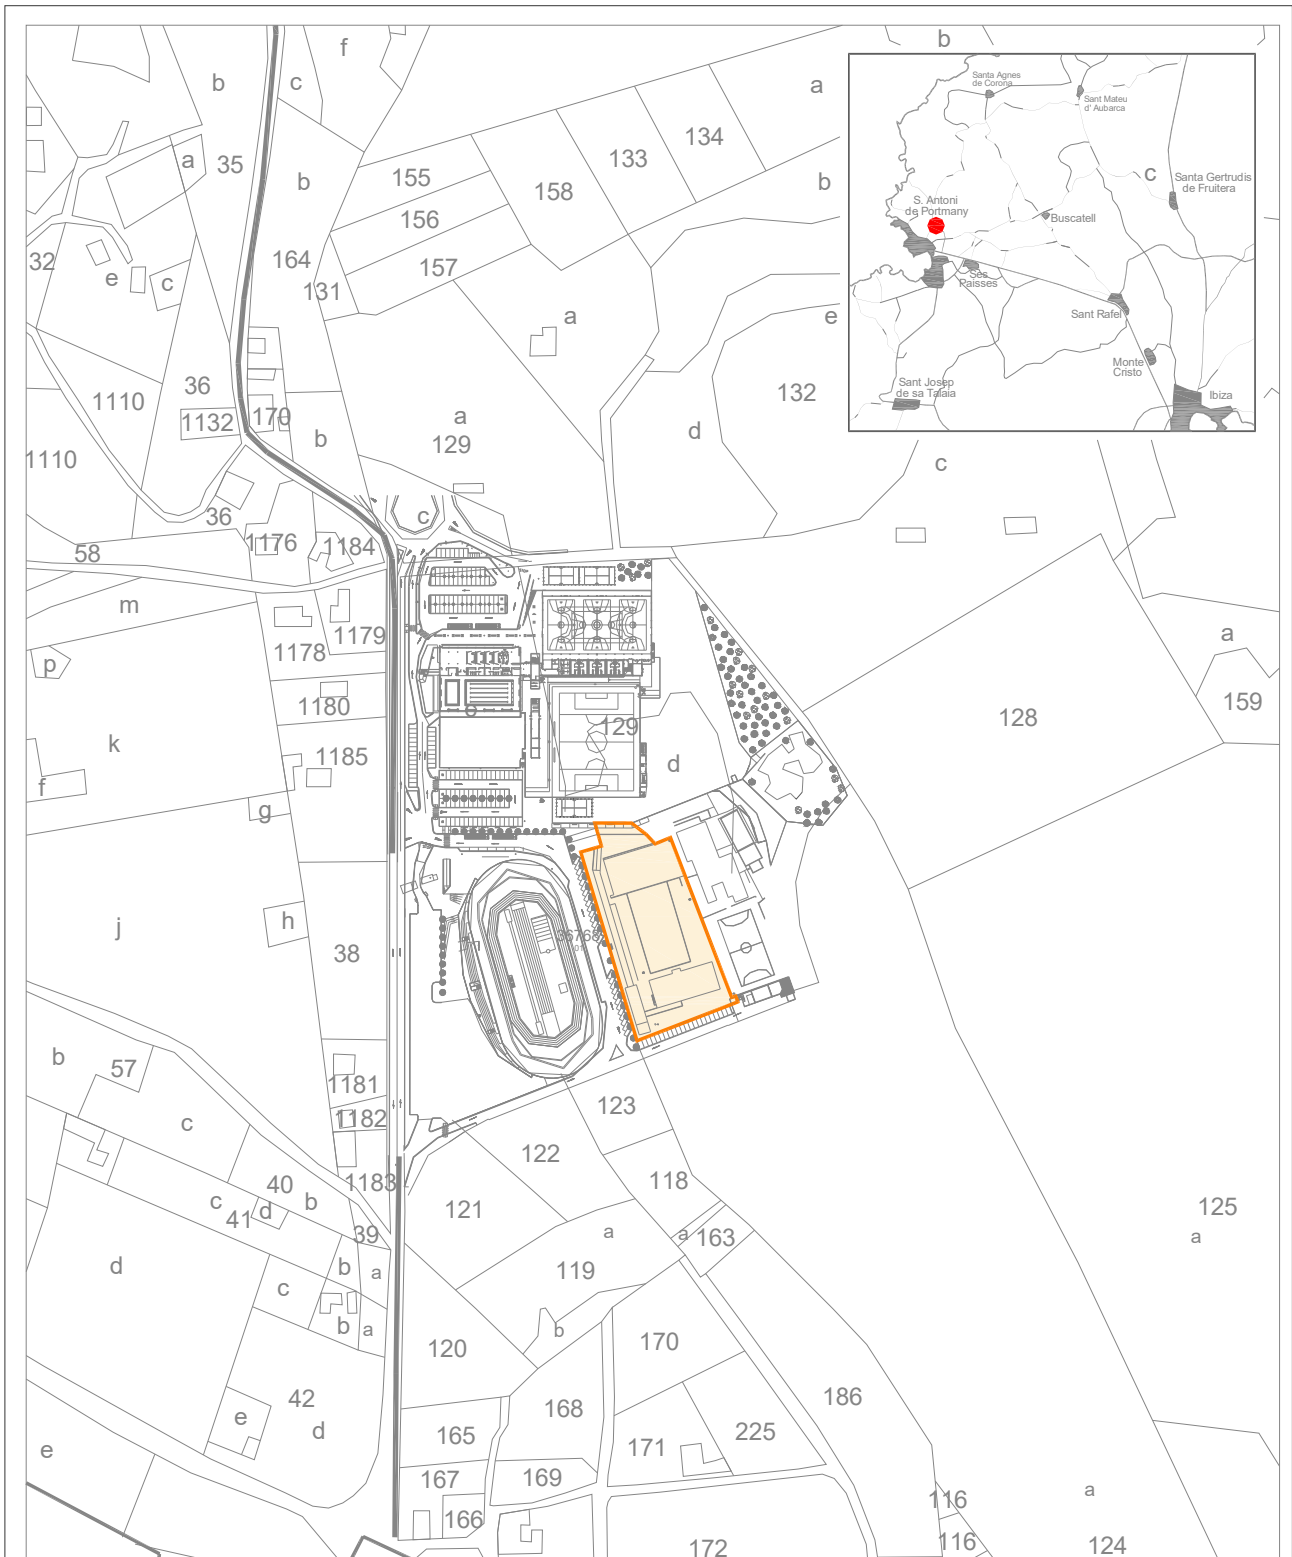 f
b
b
c
a
b
Santa Agnes
de Corona
Sant Mateu
d' Aubarca
c
Santa Gertrudis
de Fruitera
S. Antoni
de Portmany
Buscatell
Ses
Paisses
Sant Rafel
Monte
Cristo
Sant Josep
de sa Talaia
Ibiza
134
133
a
35
155
158
b
b
156
32
164
157
e
c
131
a
e
36
132
1110
1132
170
a
b
129
d
1110
c
36
c
1176
1184
58
m
1179
a
1178
p
159
1180
128
e
129
k
1185
d
f
g
h
j
38
36768
b
57
1181
123
1182
c
122
118
1183
40
c
b
125
41
d
121
39
a
a
163
a
d
b
a
119
c
b
a
b
120
170
42
186
e
168
d
165
225
e
171
167
169
a
116
166
116
172
124